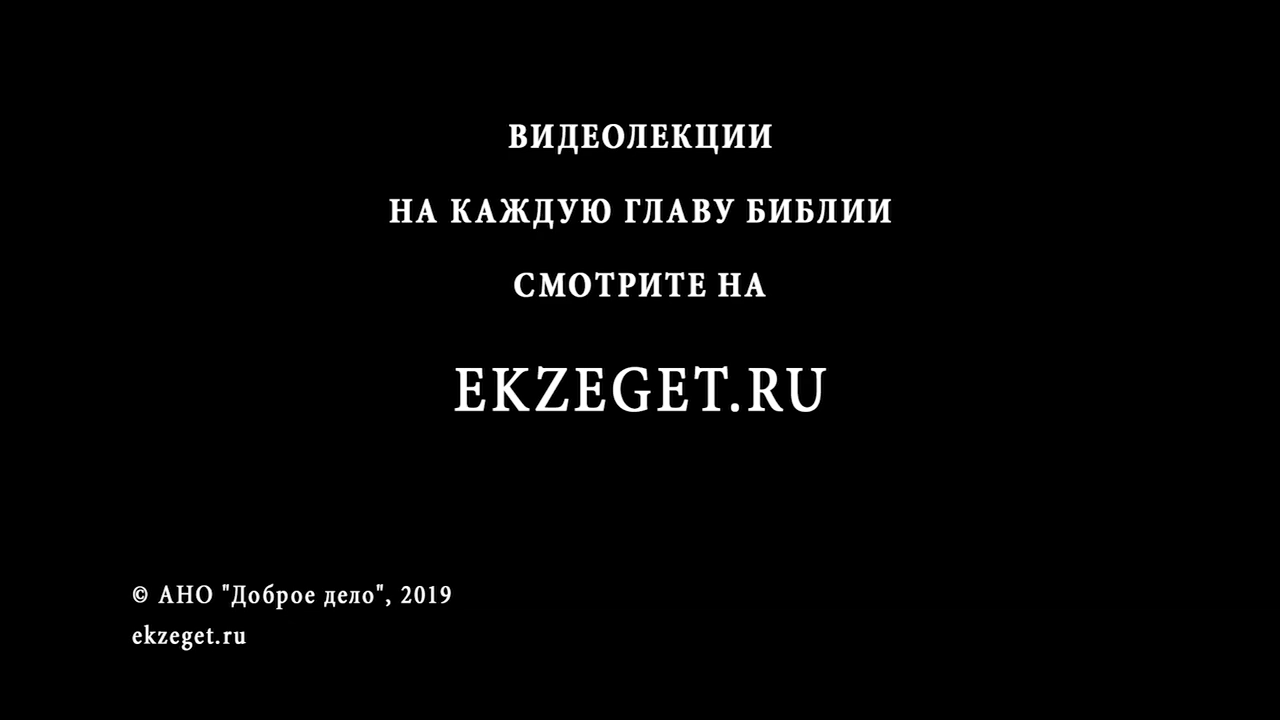 ВИДЕОЛЕКЦИИ
НА КАЖДУЮ ГЛАВУ БИБЛИИ
СМОТРИТЕ НА
EKZEGET.RU
© АНО "Доброе дело", 2019
ekzeget.ru